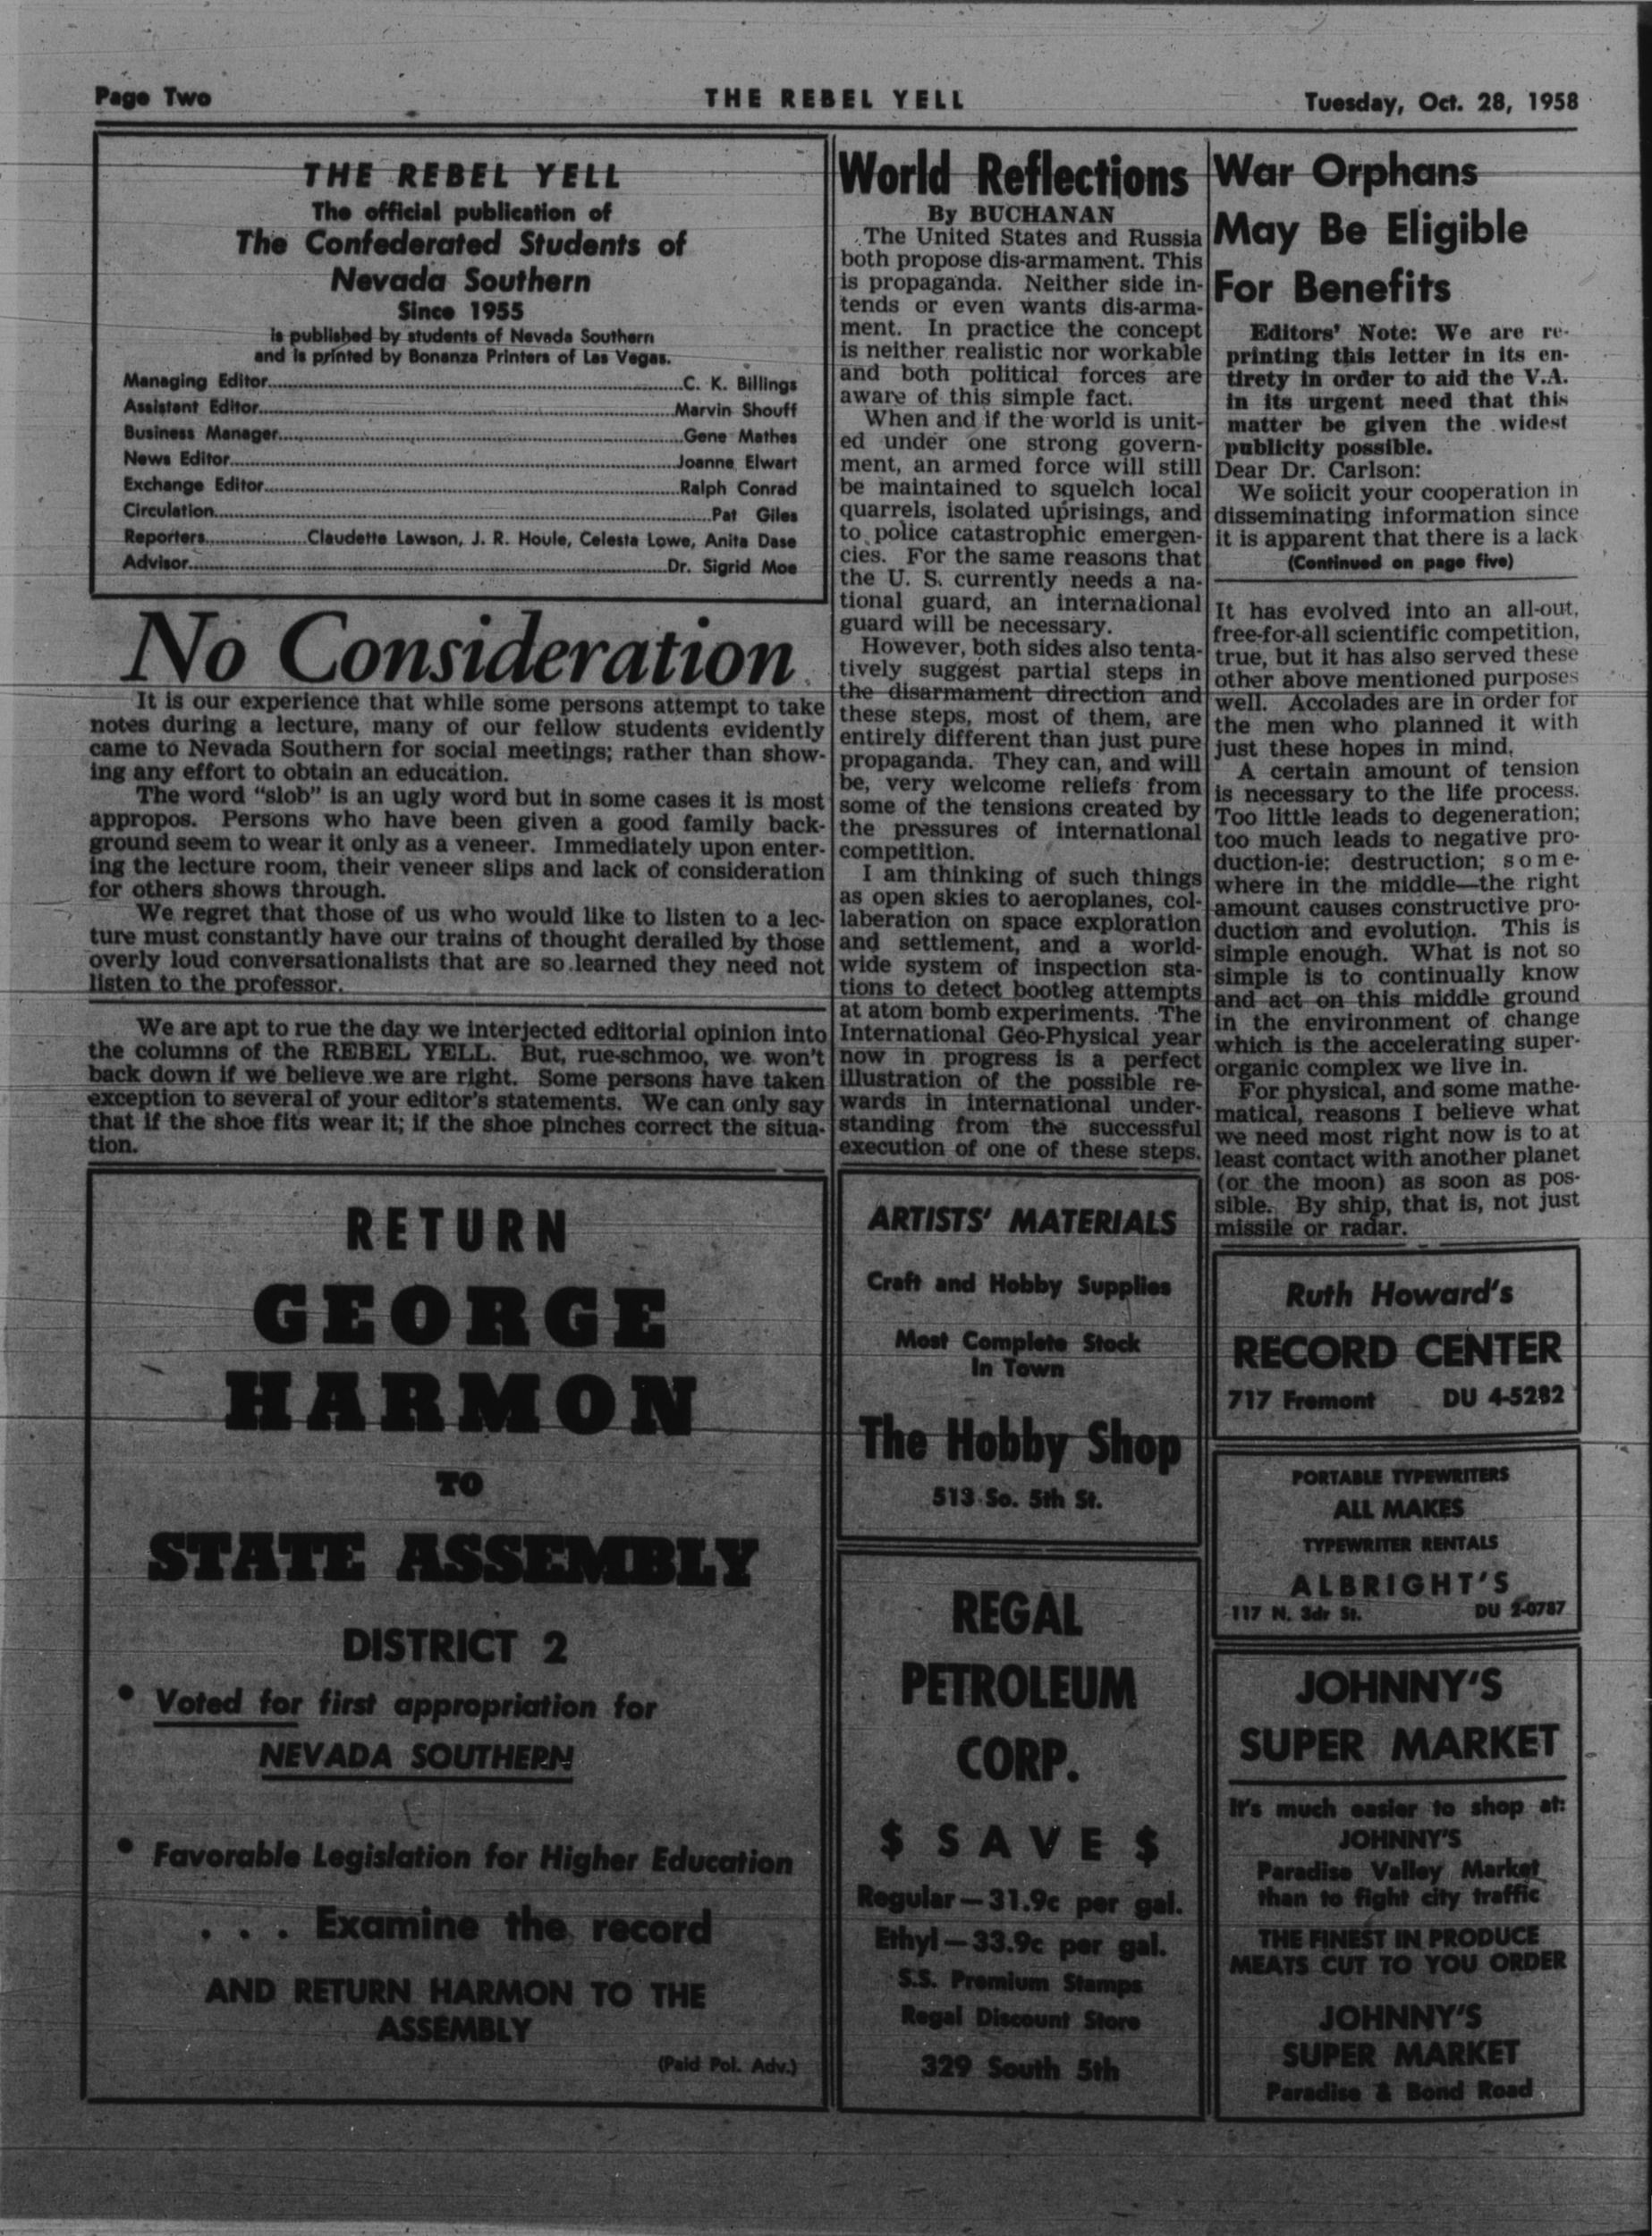 Page Two
THE REBEL YELL
Tuesday, Oct. 28, 1958
THE REBEL YELL
The official publication of
The Confederated Students of
Nevada Southern
Since 1955
is published by students of Nevada Southern
and is printed by Bonanza Printers of Las Vegas.
Managing Editor...C. K. Billings
Assistant Editor...Marvin Shouff
Business Manager...Gene Mathes
News Editor...Joanne Elwart
Exchange Editor...Ralph Conrad
Circulation...Pat Giles
Reporters...Claudette Lawson, J. R. Houle, Celesta Lowe, Anita Dase
Advisor...Dr. Sigrid Moe
No Consideration
It is our experience that while some persons attempt to take
notes during a lecture, many of our fellow students evidently
came to Nevada Southern for social meetings; rather than show-
ing any effort to obtain an education.
The word "slob" is an ugly word but in some cases it is most
appropos. Persons who have been given a good family back-
ground seem to wear it only as a veneer. Immediately upon enter-
ing the lecture room, their veneer slips and lack of consideration
for others shows through.
We regret that those of us who would like to listen to a lec-
ture must constantly have our trains of thought derailed by those
overly loud conversationalists that are so learned they need not
listen to the professor.
We are apt to rue the day we interjected editorial opinion into
the columns of the REBEL YELL. But, rue-schmoo, we won't
back down if we believe we are right. Some persons have taken
exception to several of your editor's statements. We can only say
that if the shoe fits wear it; if the shoe pinches correct the situa-
tion.
World Reflections
By BUCHANAN
The United States and Russia
both propose dis-armament. This
is propaganda. Neither side in-
tends or even wants dis-arma-
ment. In practice the concept
is neither realistic nor workable
and both political forces are
aware of this simple fact.
When and if the world is unit-
ed under one strong govern-
ment, an armed force will still
be maintained to squelch local
quarrels, isolated uprisings, and
to police catastrophic emergen-
cies. For the same reasons that
the U. S. currently needs a na-
tional guard, an international
guard will be necessary.
However, both sides also tenta-
tively suggest partial steps in
the disarmament direction and
these steps, most of them, are
entirely different than just pure
propaganda. They can, and will
be, very welcome reliefs from
some of the tensions created by
the pressures of international
competition.
I am thinking of such things
as open skies to aeroplanes, col-
laberation on space exploration
and settlement, and a world-
wide system of inspection sta-
tions to detect bootleg attempts
at atom bomb experiments. The
International Geo-Physical year
now in progress is a perfect
illustration of the possible re-
wards in international under-
standing from the successful
execution of one of these steps.
War Orphans
May Be Eligible
For Benefits
Editors' Note: We are re-
printing this letter in its en-
tirety in order to aid the V.A.
in its urgent need that this
matter be given the widest
publicity possible.
Dear Dr. Carlson:
We solicit your cooperation in
disseminating information since
it is apparent that there is a lack
(Continued on page five)
It has evolved into an all-out,
free-for-all scientific competition,
true, but it has also served these
other above mentioned purposes
well. Accolades are in order for
the men who planned it with
just these hopes in mind.
A certain amount of tension
is necessary to the life process.
Too little leads to degeneration;
too much leads to negative pro-
duction-ie: destruction; some-
where in the middle—the right
amount causes constructive pro-
duction and evolution. This is
simple enough. What is not so
simple is to continually know
and act on this middle ground
in the environment of change
which is the accelerating super-
organic complex we live in.
For physical, and some mathe-
matical, reasons I believe what
we need most right now is to at
least contact with another planet
(or the moon) as soon as pos-
sible. By ship, that is, not just
missile or radar.
RETURN
GEORGE
HARMON
TO
STATE ASSEMBLY
DISTRICT 2
• Voted for first appropriation for
NEVADA SOUTHERN
• Favorable Legislation for Higher Education
. . . Examine the record
AND RETURN HARMON TO THE
ASSEMBLY
(Paid Pol. Adv.)
ARTISTS' MATERIALS
Craft and Hobby Supplies
Most Complete Stock
In Town
The Hobby Shop
513 So. 5th St.
REGAL
PETROLEUM
CORP.
$ SAVE $
Regular—31.9c per gal.
Ethyl—33.9c per gal.
S.S. Premium Stamps
Regal Discount Store
329 South 5th
Ruth Howard's
RECORD CENTER
717 Fremont DU 4-5282
PORTABLE TYPEWRITERS
ALL MAKES
TYPEWRITER RENTALS
ALBRIGHT'S
117 N. 3dr St. DU 2-0787
JOHNNY'S
SUPER MARKET
It's much easier to shop at:
JOHNNY'S
Paradise Valley Market
than to fight city traffic
THE FINEST IN PRODUCE
MEATS CUT TO YOU ORDER
JOHNNY'S
SUPER MARKET
Paradise & Bond Road